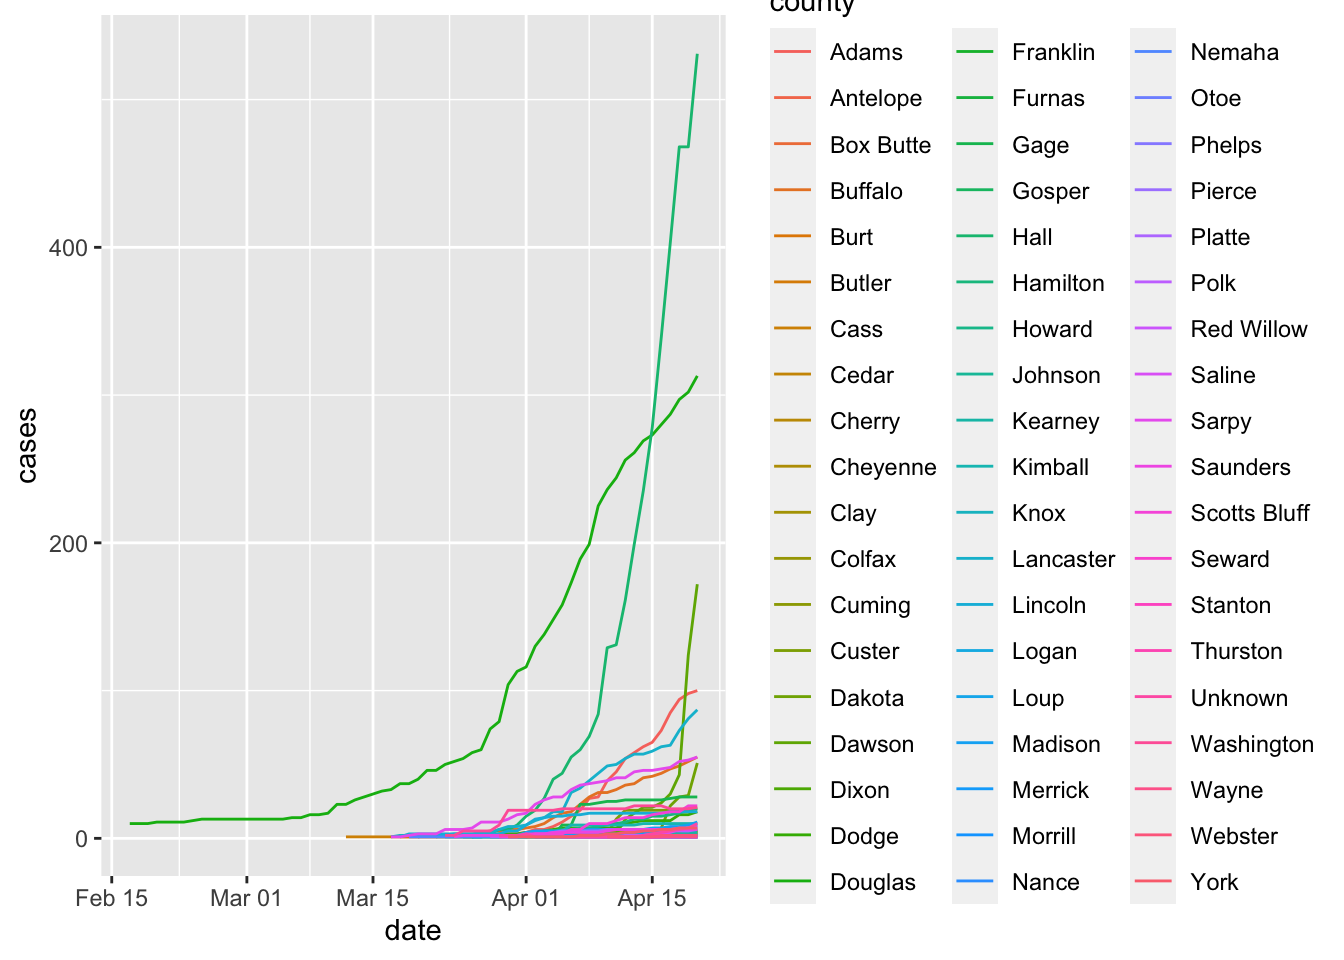 county
Adams
Antelope
Box Butte
Buffalo
Burt
Butler
Cass
Cedar
Cherry
Cheyenne
Clay
Colfax
Cuming
Custer
Dakota
Dawson
Dixon
Dodge
Douglas
Franklin
Furnas
Gage
Gosper
Hall
Hamilton
Howard
Johnson
Kearney
Kimball
Knox
Lancaster
Lincoln
Logan
Loup
Madison
Merrick
Morrill
Nance
Nemaha
Otoe
Phelps
Pierce
Platte
Polk
Red Willow
Saline
Sarpy
Saunders
Scotts Bluff
Seward
Stanton
Thurston
Unknown
Washington
Wayne
Webster
York
400
200
0
cases
Feb 15 Mar 01 Mar 15 Apr 01 Apr 15
date